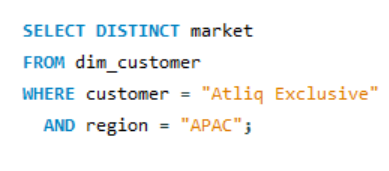 SELECT DISTINCT market
FROM dim_customer
WHERE customer = "Atliq Exclusive"
AND region = "APAC";